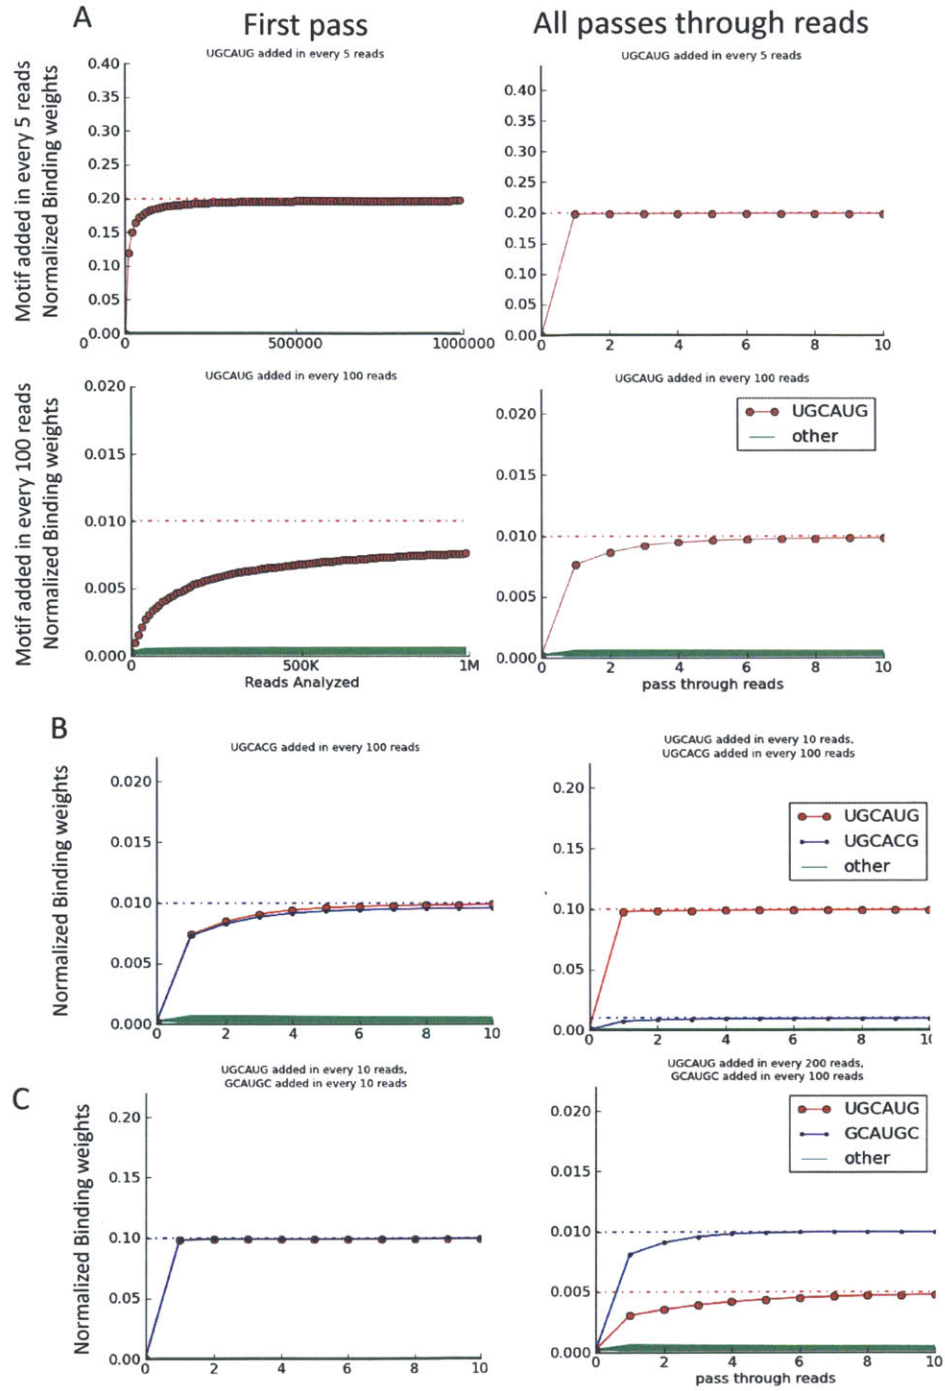 A
First pass
All passes through reads
UGCAUG added in every 5 reads
UGCAUG added in every 5 reads
Motif added in every 5 reads
Normalized Binding weights
0.40
0.35
0.30
0.25
0.20
0.15
0.10
0.05
0.00
0
0
500000
1000000
0.40
0.35
0.30
0.25
0.20
0.15
0.10
0.05
0.00
0
2
4
6
8
10
UGCAUG added in every 100 reads
UGCAUG added in every 100 reads
Motif added in every 100 reads
Normalized Binding weights
0.020
0.015
0.010
0.005
0.000
0
500K
1M
Reads Analyzed
0.020
0.015
0.010
0.005
0.000
0
2
4
6
8
10
pass through reads
UGCAUG
other
B
UGCACG added in every 100 reads
UGCAUG added in every 10 reads,
UGCACG added in every 100 reads
Normalized Binding weights
0.020
0.015
0.010
0.005
0.000
0
2
4
6
8
10
0.20
0.15
0.10
0.05
0.00
0
2
4
6
8
10
UGCAUG
UGCACG
other
C
UGCAUG added in every 10 reads,
GCAUGC added in every 10 reads
UGCAUG added in every 200 reads,
GCAUGC added in every 100 reads
Normalized Binding weights
0.20
0.15
0.10
0.05
0.00
0
2
4
6
8
10
0.020
0.015
0.010
0.005
0.000
0
2
4
6
8
10
pass through reads
UGCAUG
GCAUGC
other